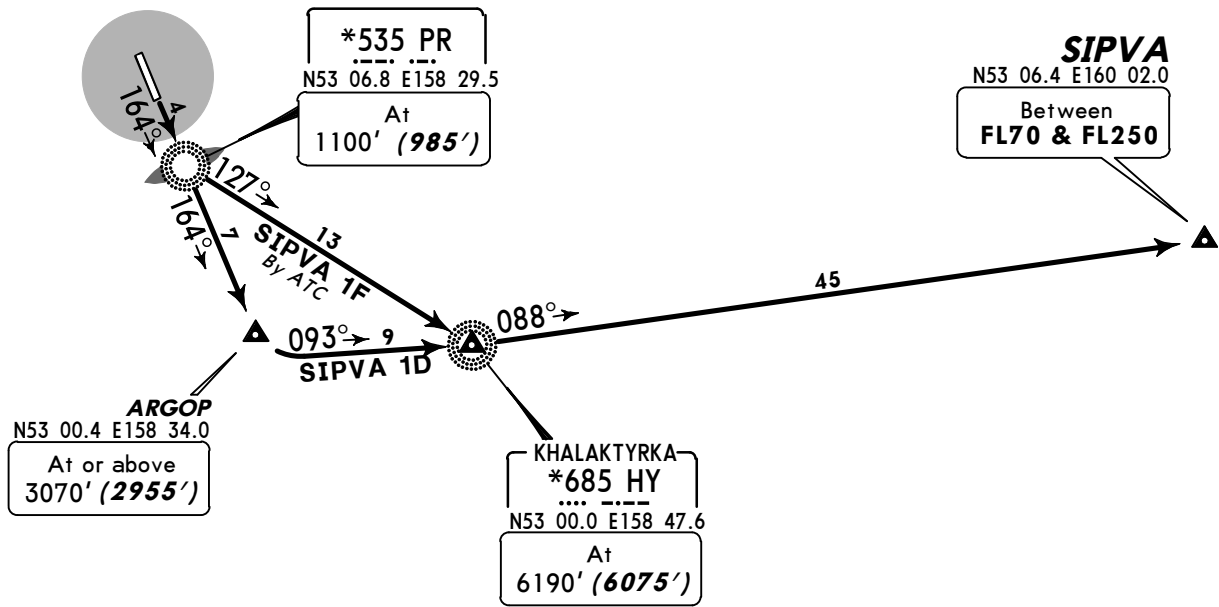 *535 PR
N53 06.8 E158 29.5
At
1100' (985')
SIPVA
N53 06.4 E160 02.0
Between
FL70 & FL250
164°
4
127°
13
SIPVA 1F
By ATC
164°
7
45
088°
093°
9
SIPVA 1D
ARGOP
N53 00.4 E158 34.0
At or above
3070' (2955')
KHALAKTYRKA
*685 HY
N53 00.0 E158 47.6
At
6190' (6075')